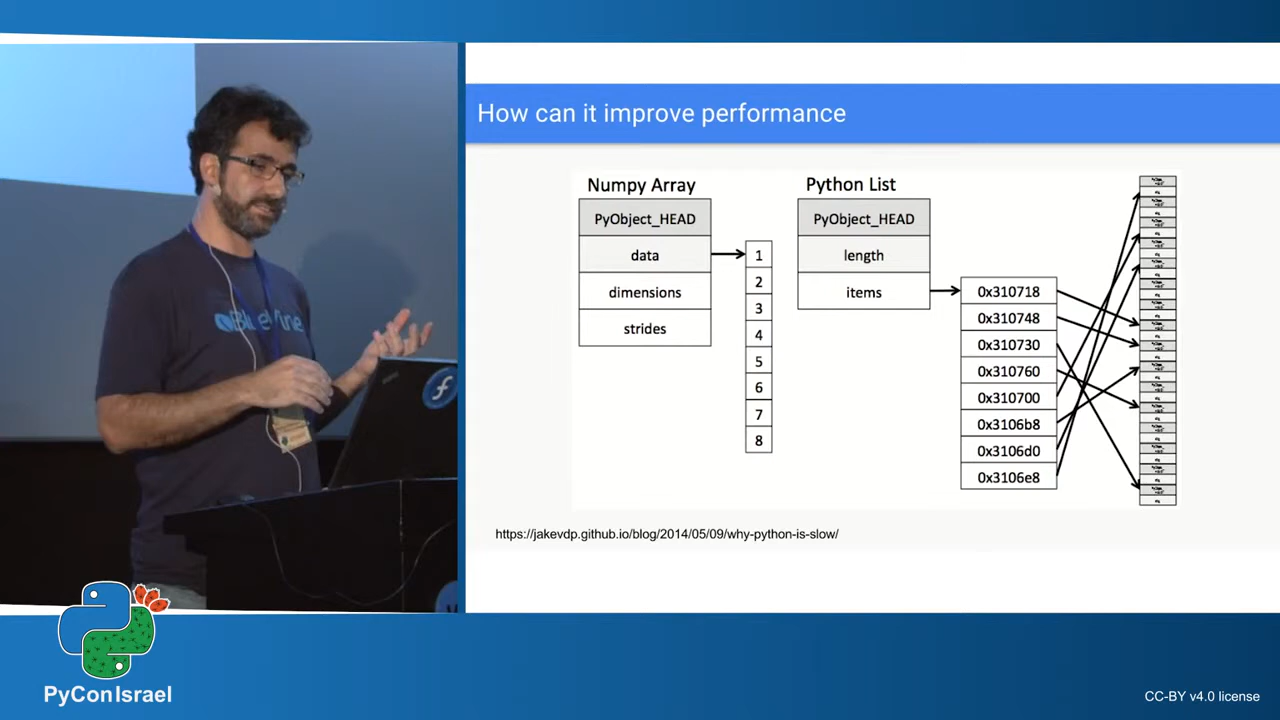 How can it improve performance
Numpy Array
PyObject_HEAD
data
dimensions
strides
1
2
3
4
5
6
7
8
Python List
PyObject_HEAD
length
items
0x310718
0x310748
0x310730
0x310760
0x310700
0x3106b8
0x3106d0
0x3106e8
https://jakevdp.github.io/blog/2014/05/09/why-python-is-slow/
BlueVine
PyConIsrael
CC-BY v4.0 license